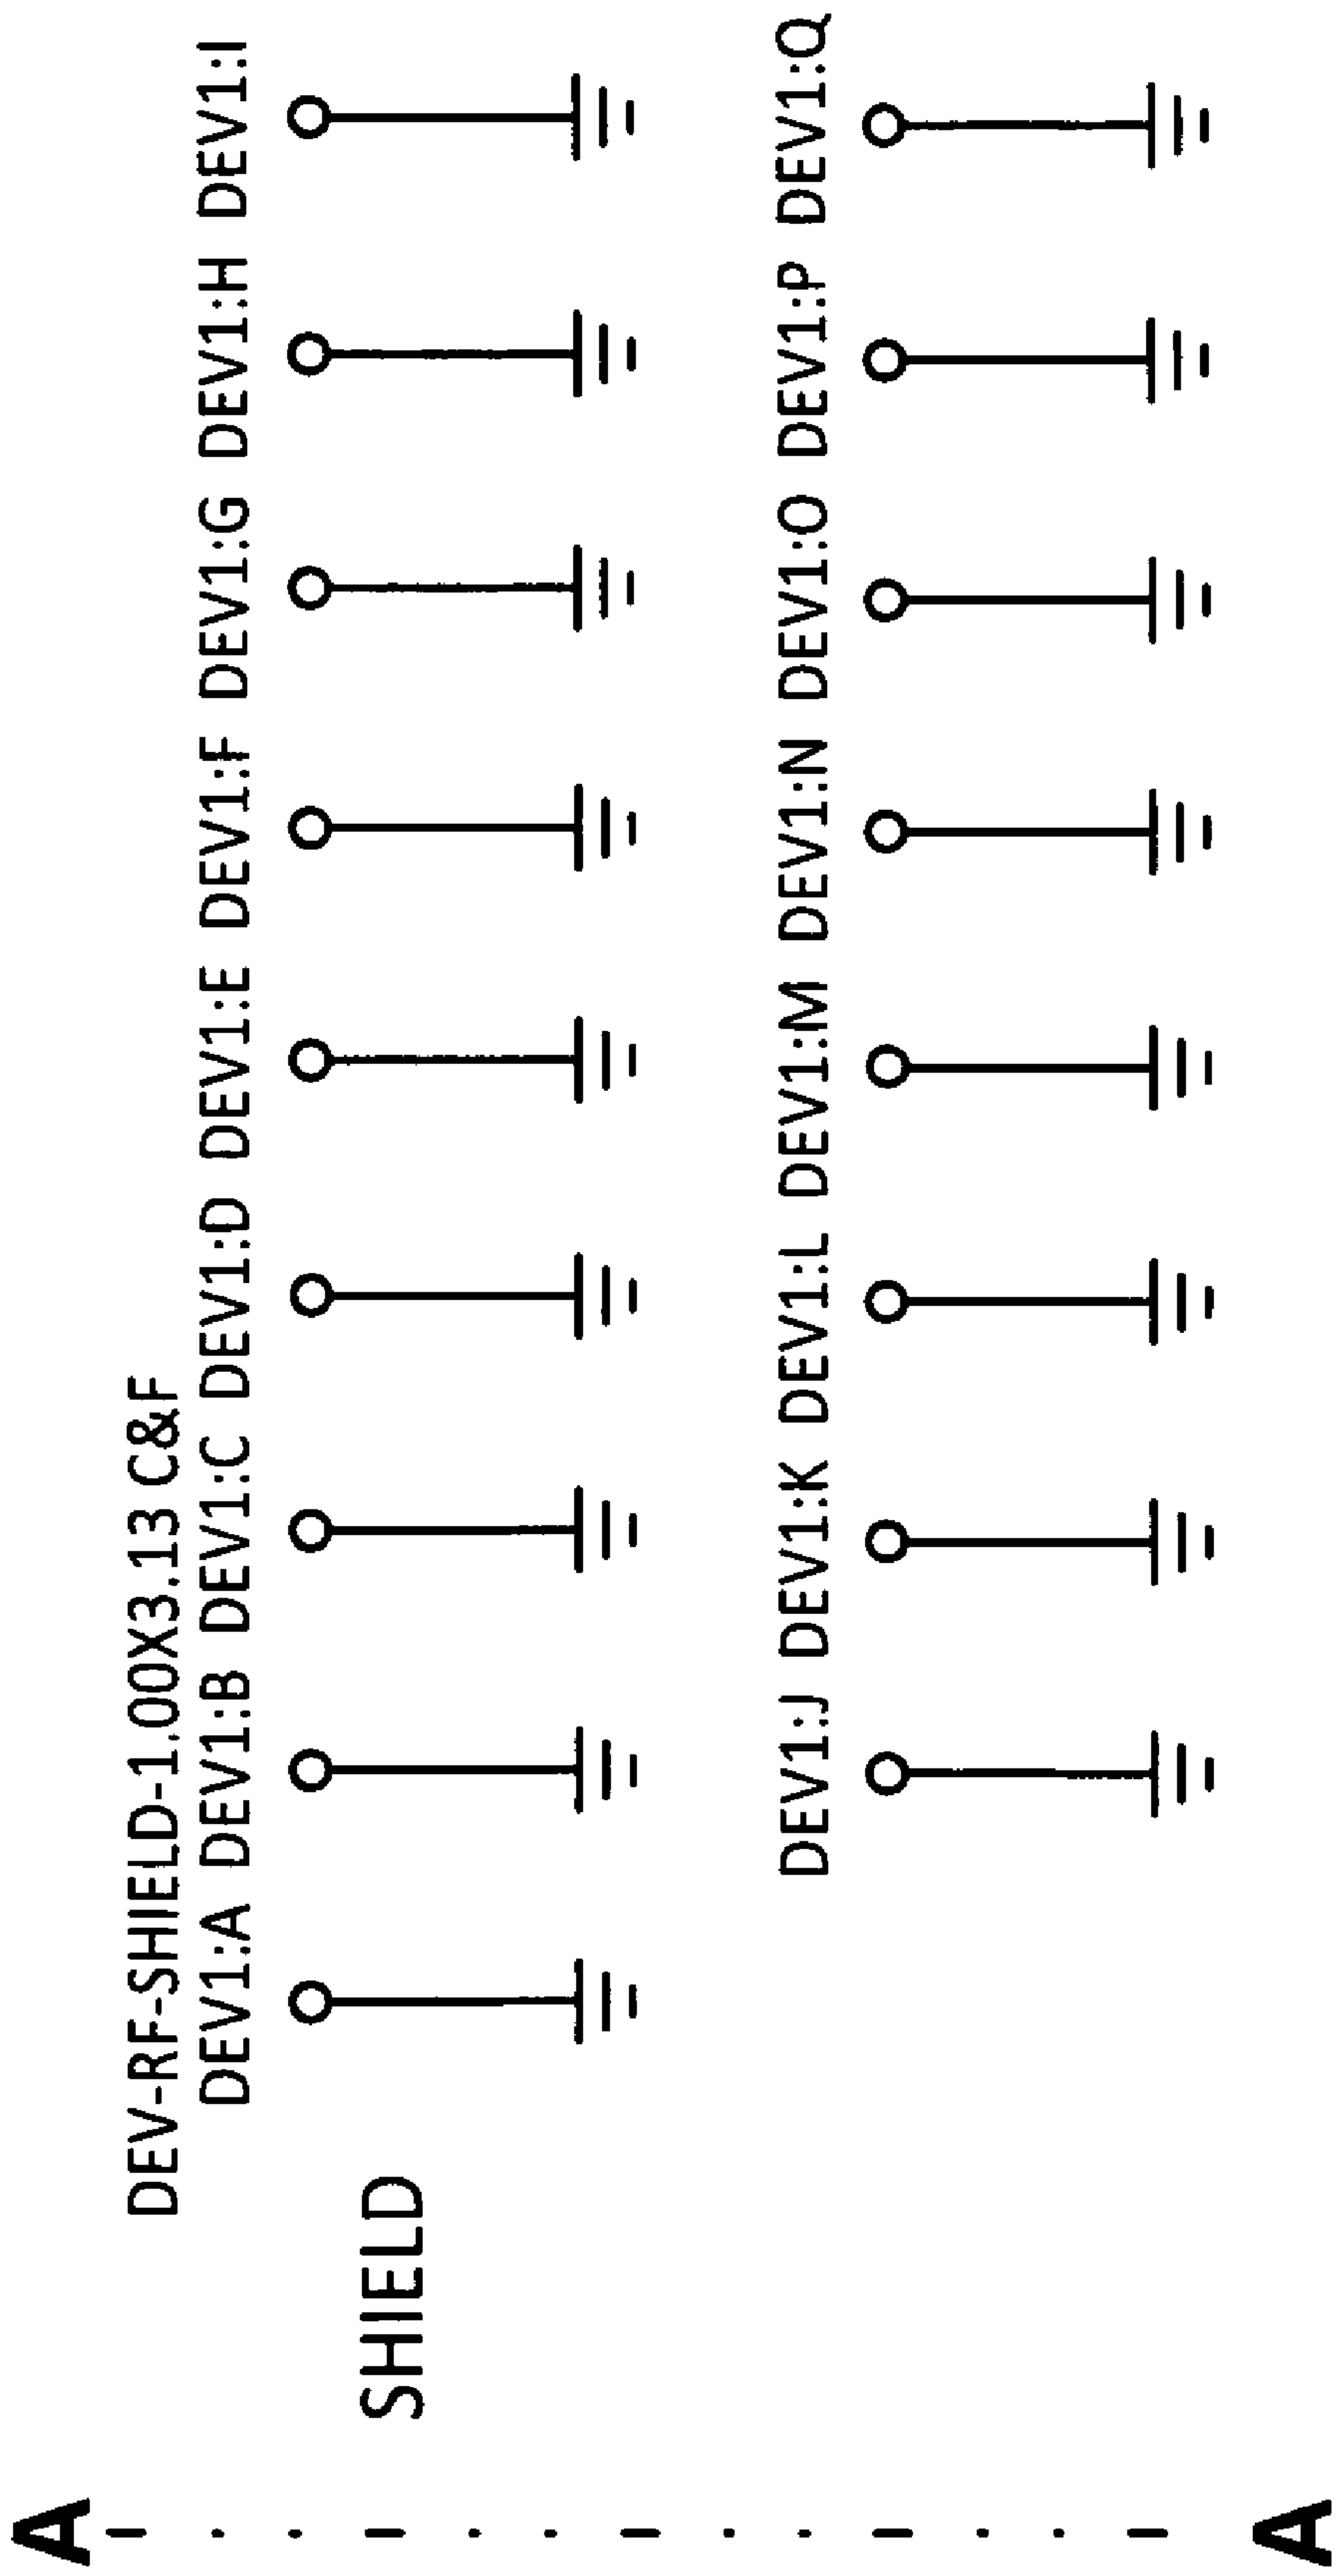 DEV-RF-SHIELD-1.00X3.13 C&F
DEV1:A DEV1:B DEV1:C DEV1:D DEV1:E DEV1:F DEV1:G DEV1:H DEV1:I
SHIELD
DEV1:J DEV1:K DEV1:L DEV1:M DEV1:N DEV1:O DEV1:P DEV1:Q
A
A